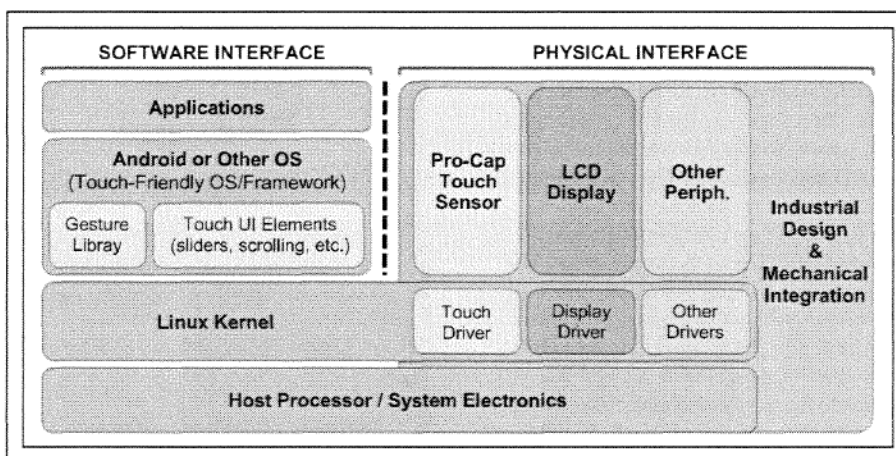 SOFTWARE INTERFACE
PHYSICAL INTERFACE
Applications
Android or Other OS
(Touch-Friendly OS/Framework)
Gesture
Libray
Touch UI Elements
(sliders, scrolling, etc.)
Pro-Cap
Touch
Sensor
LCD
Display
Other
Periph.
Industrial
Design
&
Mechanical
Integration
Linux Kernel
Touch
Driver
Display
Driver
Other
Drivers
Host Processor / System Electronics